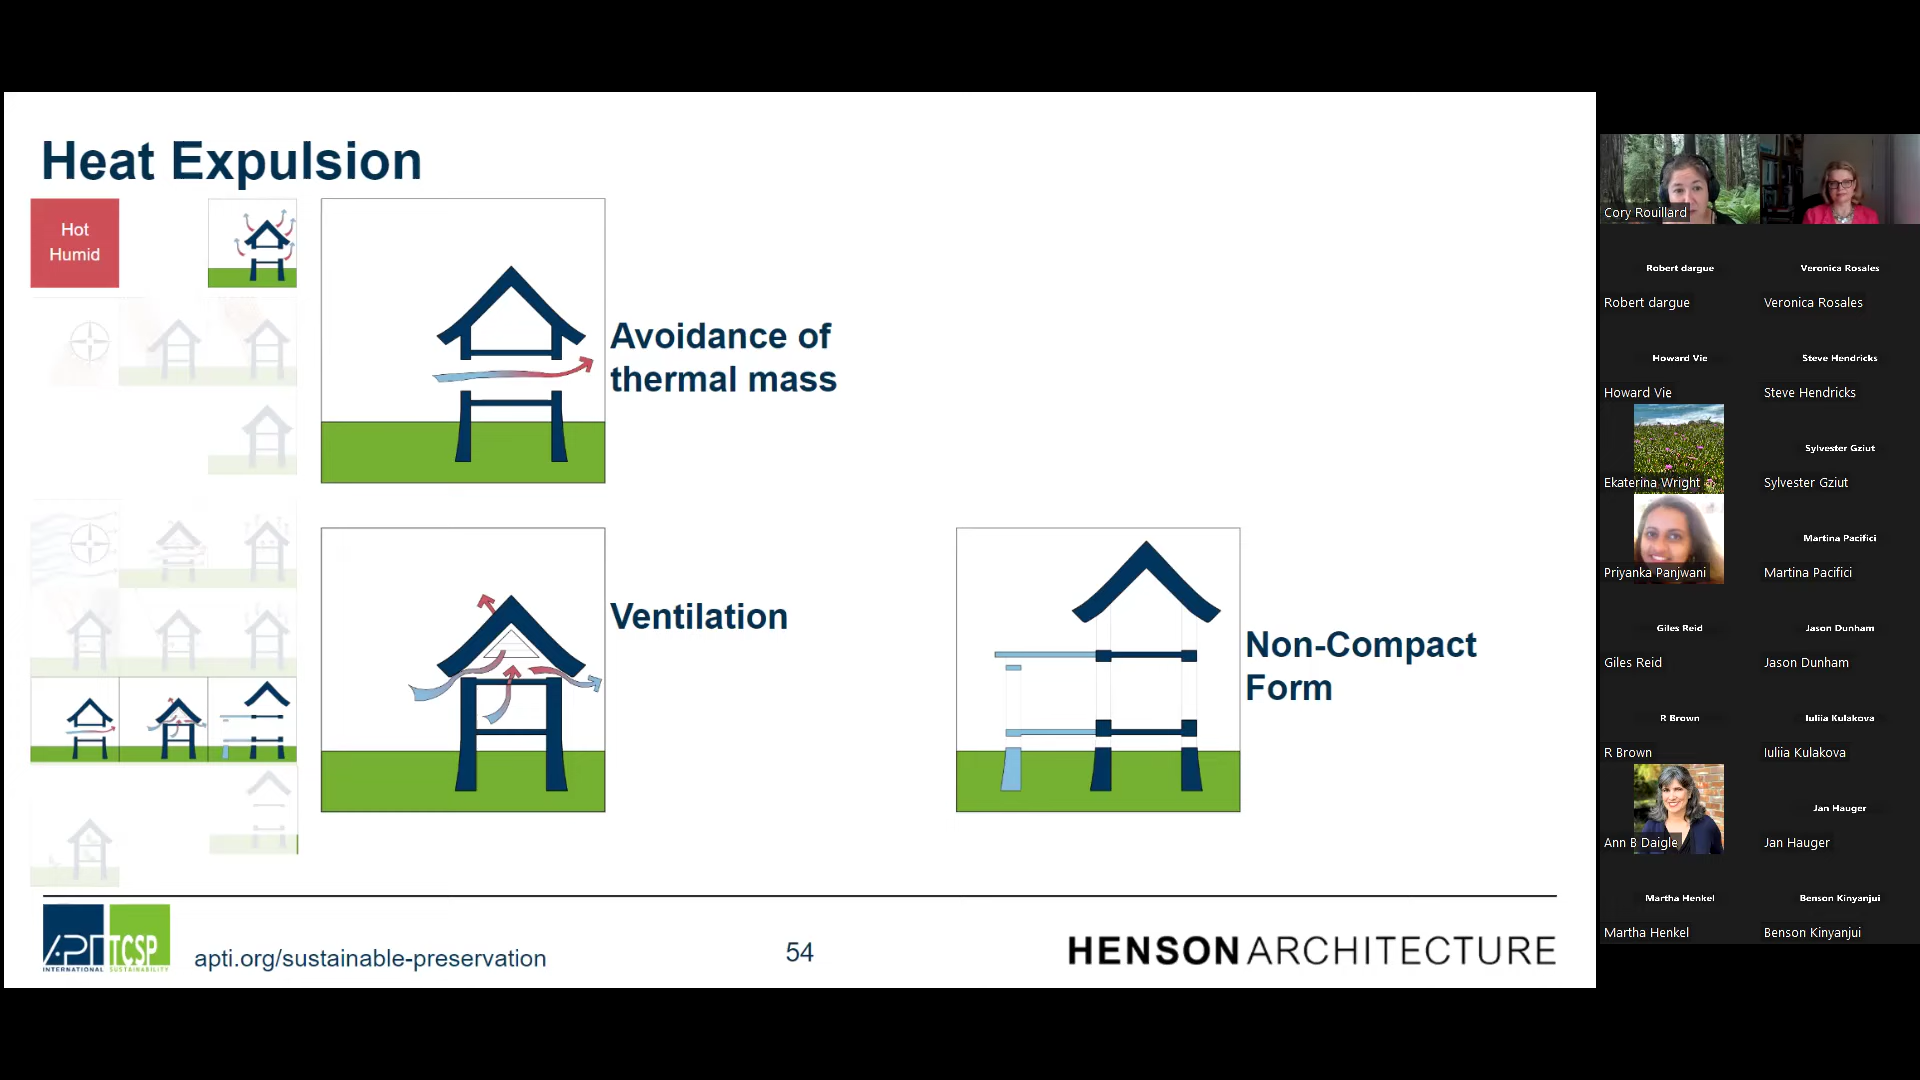 Heat Expulsion
Hot
Humid
Avoidance of
thermal mass
Ventilation
Non-Compact
Form
APTI TCSP
INTERNATIONAL SUSTAINABILITY
apti.org/sustainable-preservation
54
HENSON ARCHITECTURE
Cory Rouillard
Robert dargue
Veronica Rosales
Robert dargue
Veronica Rosales
Howard Vie
Steve Hendricks
Howard Vie
Steve Hendricks
Sylvester Gziut
Ekaterina Wright
Sylvester Gziut
Martina Pacifici
Priyanka Panjwani
Martina Pacifici
Giles Reid
Jason Dunham
Giles Reid
Jason Dunham
R Brown
Iuliia Kulakova
R Brown
Iuliia Kulakova
Jan Hauger
Ann B Daigle
Jan Hauger
Martha Henkel
Benson Kinyanjui
Martha Henkel
Benson Kinyanjui